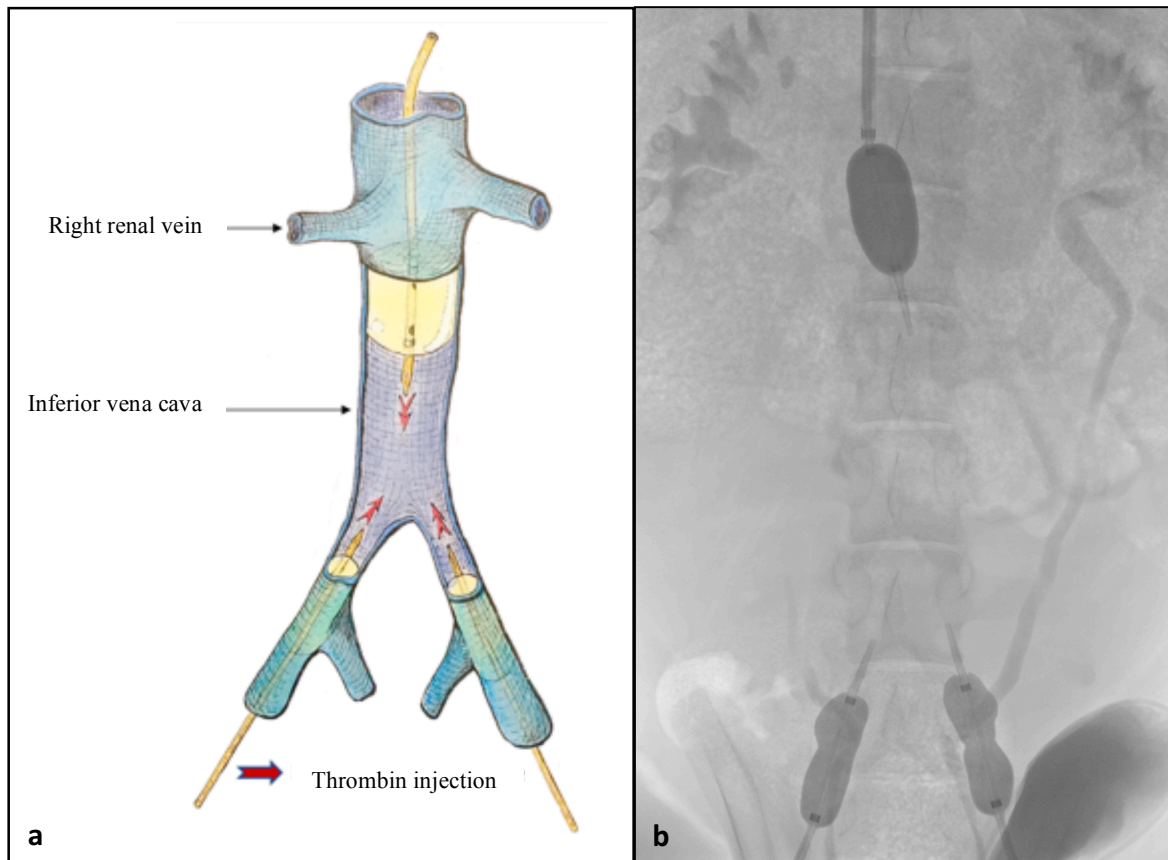 Right renal vein
Inferior vena cava
Thrombin injection
a
b